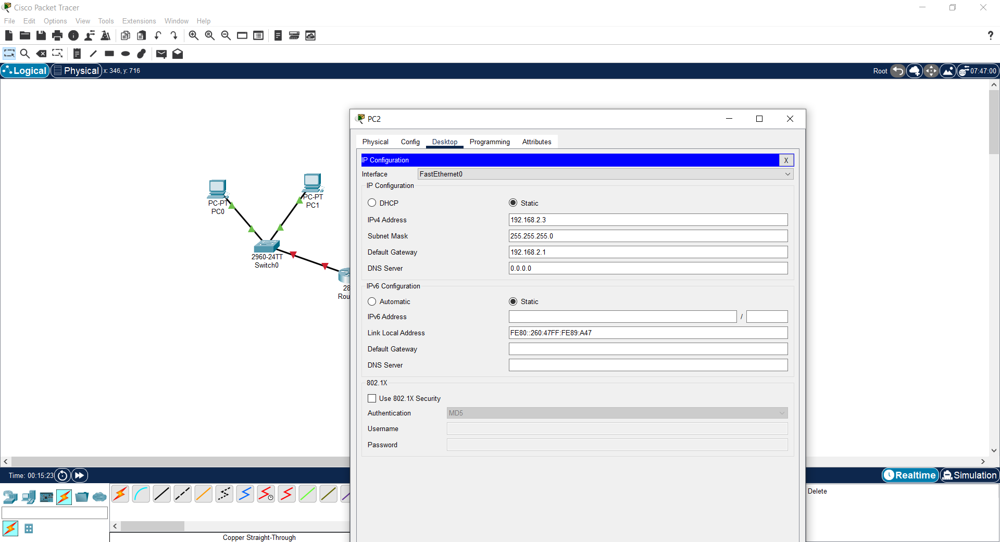 Cisco Packet Tracer
File Edit Options View Tools Extensions Window Help
?
Logical Physical x: 346, y: 716 Root 07:47:00
PC2
Physical Config Desktop Programming Attributes
IP Configuration X
Interface FastEthernet0
IP Configuration
DHCP Static
IPv4 Address 192.168.2.3
Subnet Mask 255.255.255.0
Default Gateway 192.168.2.1
DNS Server 0.0.0.0
IPv6 Configuration
Automatic Static
IPv6 Address /
Link Local Address FE80::260:47FF:FE89:A47
Default Gateway
DNS Server
802.1X
Use 802.1X Security
Authentication MD5
Username
Password
PC-PT
PC0
PC-PT
PC1
2960-24TT
Switch0
28
Rou
Time: 00:15:23 Realtime Simulation
Delete
Copper Straight-Through